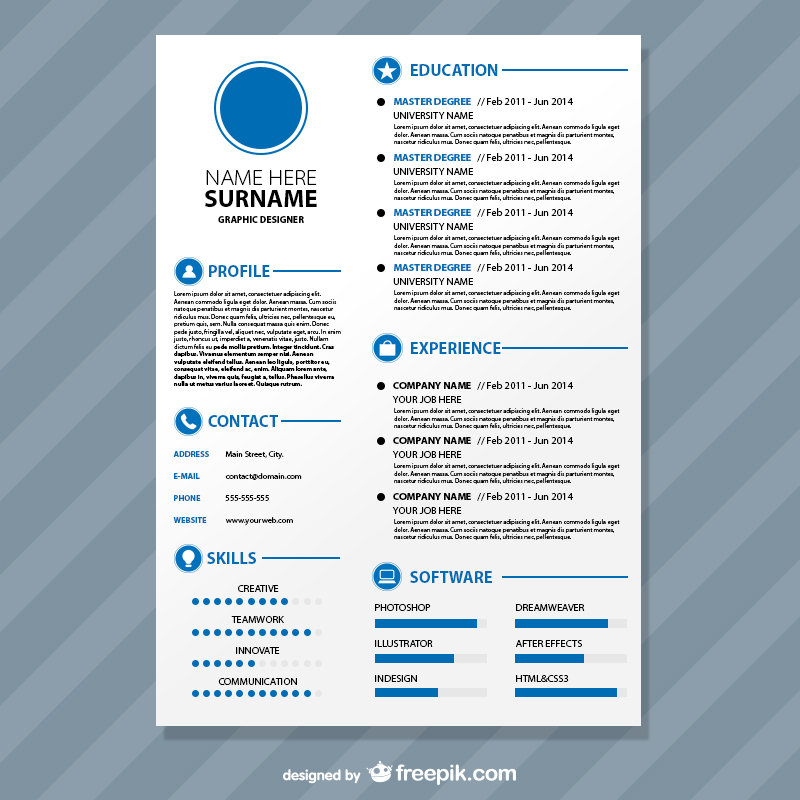 NAME HERE
SURNAME
GRAPHIC DESIGNER
PROFILE
Lorem ipsum dolor sit amet, consectetuer adipiscing elit.
Aenean commodo ligula eget dolor. Aenean massa. Cum sociis
natoque penatibus et magnis dis parturient montes, nascetur
ridiculus mus. Donec quam felis, ultricies nec, pellentesque eu,
pretium quis, sem. Nulla consequat massa quis enim. Donec
pede justo, fringilla vel, aliquet nec, vulputate eget, arcu. In enim
justo, rhoncus ut, imperdiet a, venenatis vitae, justo. Nullam
dictum felis eu pede mollis pretium. Integer tincidunt. Cras
dapibus. Vivamus elementum semper nisi. Aenean
vulputate eleifend tellus. Aenean leo ligula, porttitor eu,
consequat vitae, eleifend ac, enim. Aliquam lorem ante,
dapibus in, viverra quis, feugiat a, tellus. Phasellus viverra
nulla ut metus varius laoreet. Quisque rutrum.
CONTACT
ADDRESS Main Street, City.
E-MAIL contact@domain.com
PHONE 555-555-555
WEBSITE www.yourweb.com
SKILLS
CREATIVE
TEAMWORK
INNOVATE
COMMUNICATION
EDUCATION
MASTER DEGREE // Feb 2011 - Jun 2014
UNIVERSITY NAME
Lorem ipsum dolor sit amet, consectetuer adipiscing elit. Aenean commodo ligula eget
dolor. Aenean massa. Cum sociis natoque penatibus et magnis dis parturient montes,
nascetur ridiculus mus. Donec quam felis, ultricies nec, pellentesque.
MASTER DEGREE // Feb 2011 - Jun 2014
UNIVERSITY NAME
Lorem ipsum dolor sit amet, consectetuer adipiscing elit. Aenean commodo ligula eget
dolor. Aenean massa. Cum sociis natoque penatibus et magnis dis parturient montes,
nascetur ridiculus mus. Donec quam felis, ultricies nec, pellentesque.
MASTER DEGREE // Feb 2011 - Jun 2014
UNIVERSITY NAME
Lorem ipsum dolor sit amet, consectetuer adipiscing elit. Aenean commodo ligula eget
dolor. Aenean massa. Cum sociis natoque penatibus et magnis dis parturient montes,
nascetur ridiculus mus. Donec quam felis, ultricies nec, pellentesque.
MASTER DEGREE // Feb 2011 - Jun 2014
UNIVERSITY NAME
Lorem ipsum dolor sit amet, consectetuer adipiscing elit. Aenean commodo ligula eget
dolor. Aenean massa. Cum sociis natoque penatibus et magnis dis parturient montes,
nascetur ridiculus mus. Donec quam felis, ultricies nec, pellentesque.
EXPERIENCE
COMPANY NAME // Feb 2011 - Jun 2014
YOUR JOB HERE
Lorem ipsum dolor sit amet, consectetuer adipiscing elit. Aenean commodo ligula eget
dolor. Aenean massa. Cum sociis natoque penatibus et magnis dis parturient montes,
nascetur ridiculus mus. Donec quam felis, ultricies nec, pellentesque.
COMPANY NAME // Feb 2011 - Jun 2014
YOUR JOB HERE
Lorem ipsum dolor sit amet, consectetuer adipiscing elit. Aenean commodo ligula eget
dolor. Aenean massa. Cum sociis natoque penatibus et magnis dis parturient montes,
nascetur ridiculus mus. Donec quam felis, ultricies nec, pellentesque.
COMPANY NAME // Feb 2011 - Jun 2014
YOUR JOB HERE
Lorem ipsum dolor sit amet, consectetuer adipiscing elit. Aenean commodo ligula eget
dolor. Aenean massa. Cum sociis natoque penatibus et magnis dis parturient montes,
nascetur ridiculus mus. Donec quam felis, ultricies nec, pellentesque.
SOFTWARE
PHOTOSHOP DREAMWEAVER
ILLUSTRATOR AFTER EFFECTS
INDESIGN HTML&CSS3
designed by freepik.com